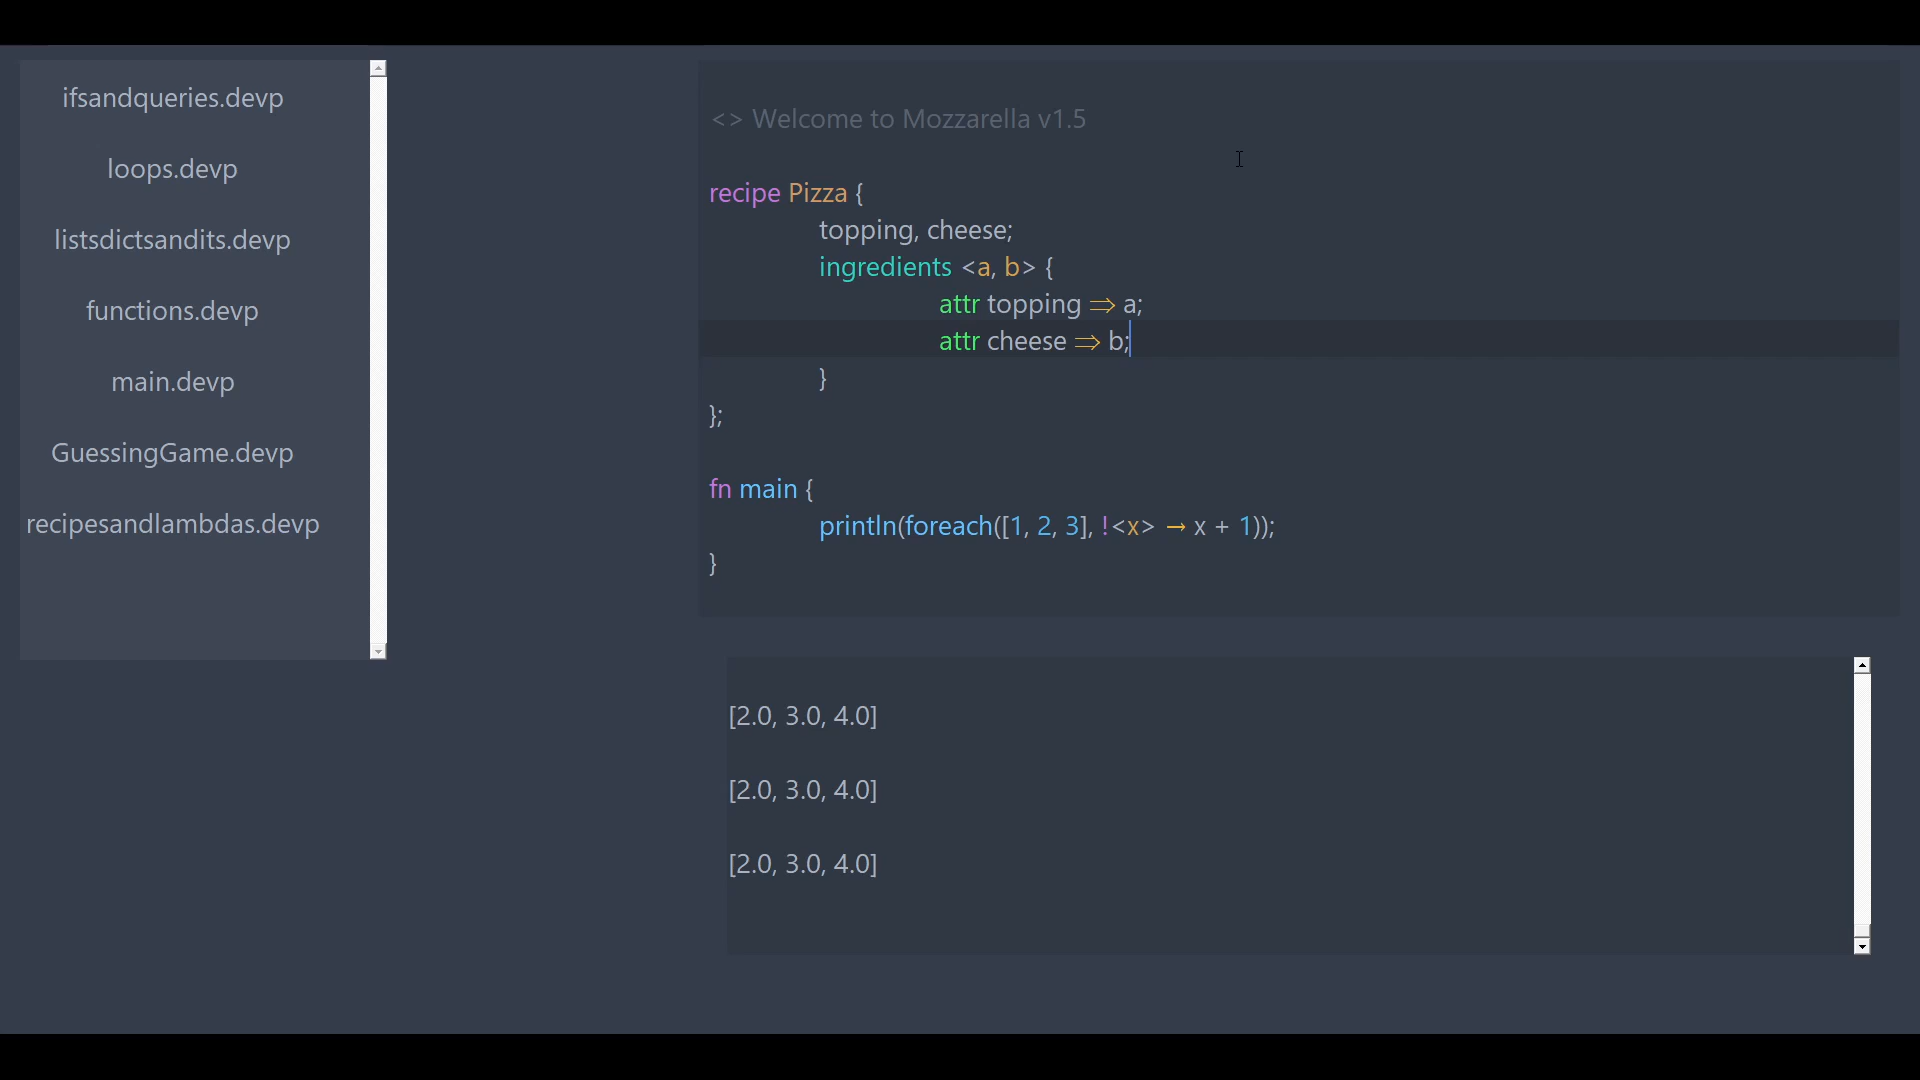 ifsandqueries.devp
loops.devp
listsdictsandits.devp
functions.devp
main.devp
GuessingGame.devp
recipesandlambdas.devp
<> Welcome to Mozzarella v1.5
recipe Pizza {
topping, cheese;
ingredients <a, b> {
attr topping ⇒ a;
attr cheese ⇒ b;
}
};
fn main {
println(foreach([1, 2, 3], !<x> → x + 1));
}
[2.0, 3.0, 4.0]
[2.0, 3.0, 4.0]
[2.0, 3.0, 4.0]